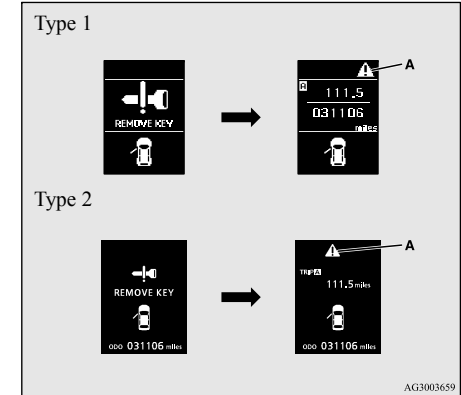 Type 1
REMOVE KEY
A
A
111.5
031106
miles
Type 2
REMOVE KEY
ODO 031106 miles
A
TRIP A
111.5 miles
ODO 031106 miles
AG3003659